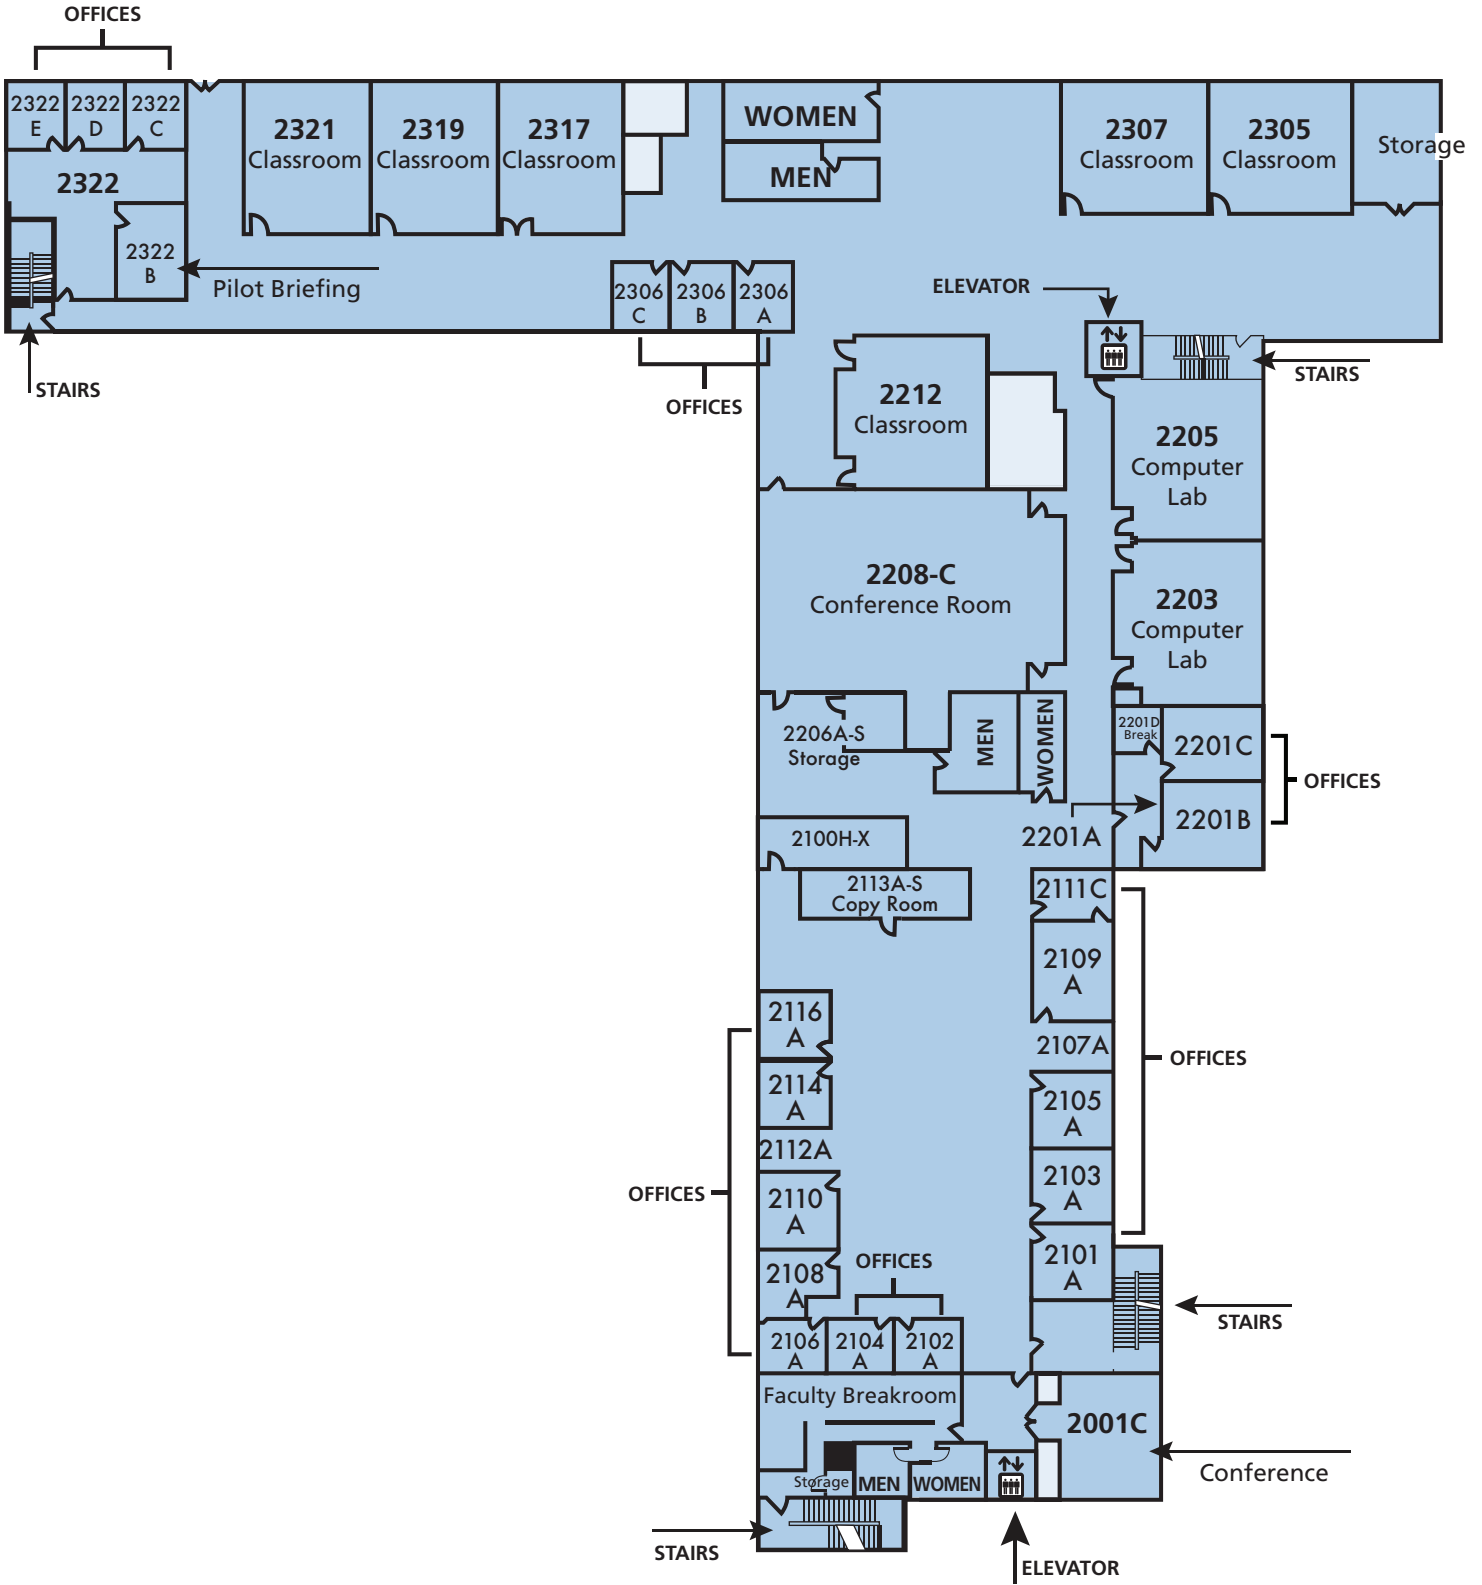 OFFICES
2322
E
2322
D
2322
C
2321
Classroom
2319
Classroom
2317
Classroom
WOMEN
MEN
2307
Classroom
2305
Classroom
Storage
2322
2322
B
Pilot Briefing
2306
C
2306
B
2306
A
ELEVATOR
STAIRS
OFFICES
STAIRS
2212
Classroom
2205
Computer
Lab
2208-C
Conference Room
2203
Computer
Lab
2206A-S
Storage
MEN
WOMEN
2201D
Break
2201C
OFFICES
2201B
2201A
2100H-X
2113A-S
Copy Room
2111C
2109
A
2116
A
2107A
OFFICES
2114
A
2105
A
2112A
2103
A
OFFICES
2110
A
2101
A
OFFICES
2108
A
STAIRS
2106
A
2104
A
2102
A
Faculty Breakroom
2001C
Conference
Storage
MEN
WOMEN
STAIRS
ELEVATOR